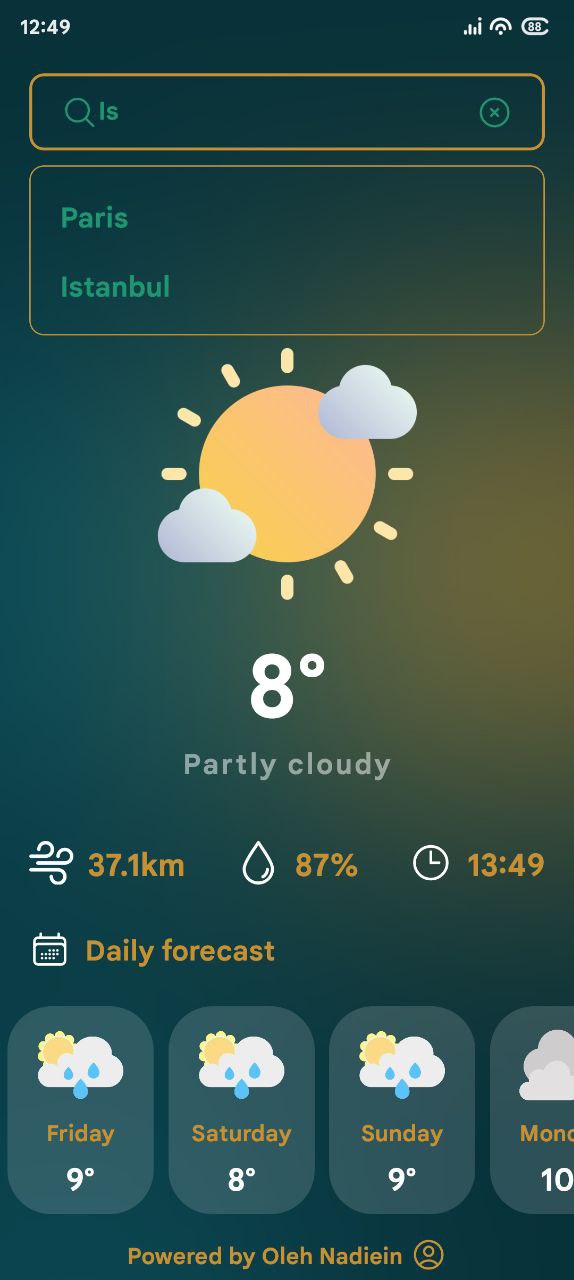 12:49
88
Is
Paris
Istanbul
8°
Partly cloudy
37.1km 87% 13:49
Daily forecast
Friday Saturday Sunday Mond
9° 8° 9° 10
Powered by Oleh Nadiein